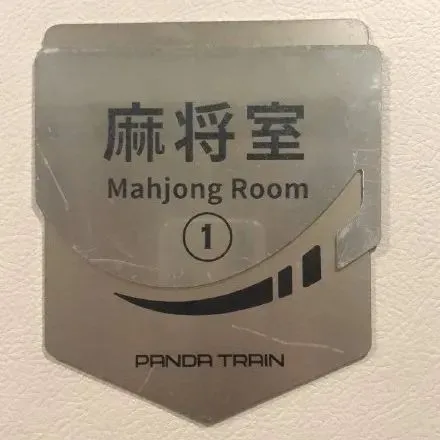 麻将室
Mahjong Room
1
PANDA TRAIN